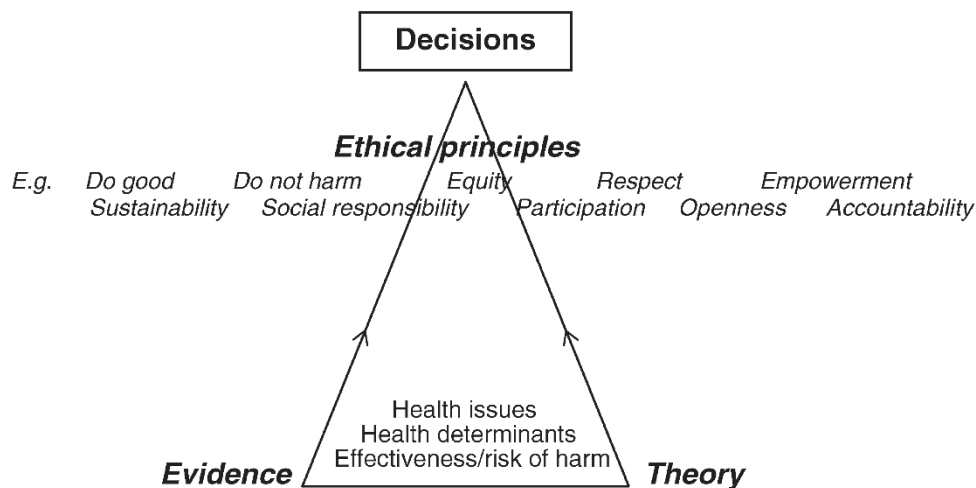 Decisions
Ethical principles
E.g. Do good Do not harm Equity Respect Empowerment
Sustainability Social responsibility Participation Openness Accountability
Health issues
Health determinants
Effectiveness/risk of harm
Evidence Theory